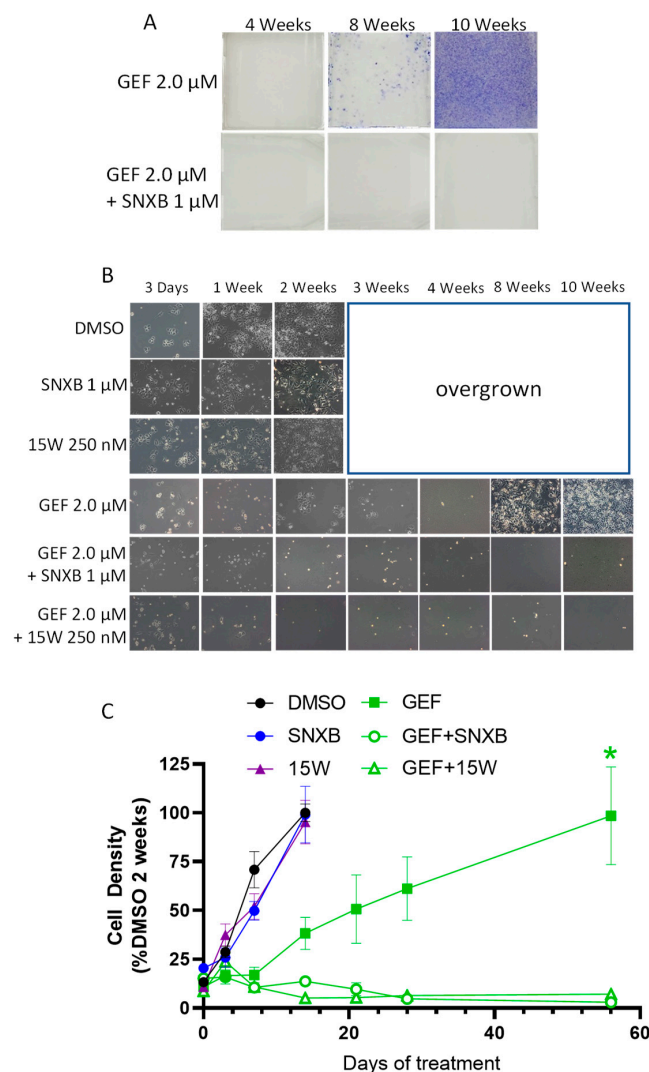 A
4 Weeks 8 Weeks 10 Weeks
GEF 2.0 µM
GEF 2.0 µM
+ SNXB 1 µM
B
3 Days 1 Week 2 Weeks 3 Weeks 4 Weeks 8 Weeks 10 Weeks
DMSO
SNXB 1 µM
overgrown
15W 250 nM
GEF 2.0 µM
GEF 2.0 µM
+ SNXB 1 µM
GEF 2.0 µM
+ 15W 250 nM
C
DMSO GEF
SNXB GEF+SNXB
15W GEF+15W
*
125
100
75
50
25
0
Cell Density
(%DMSO 2 weeks)
0 20 40 60
Days of treatment